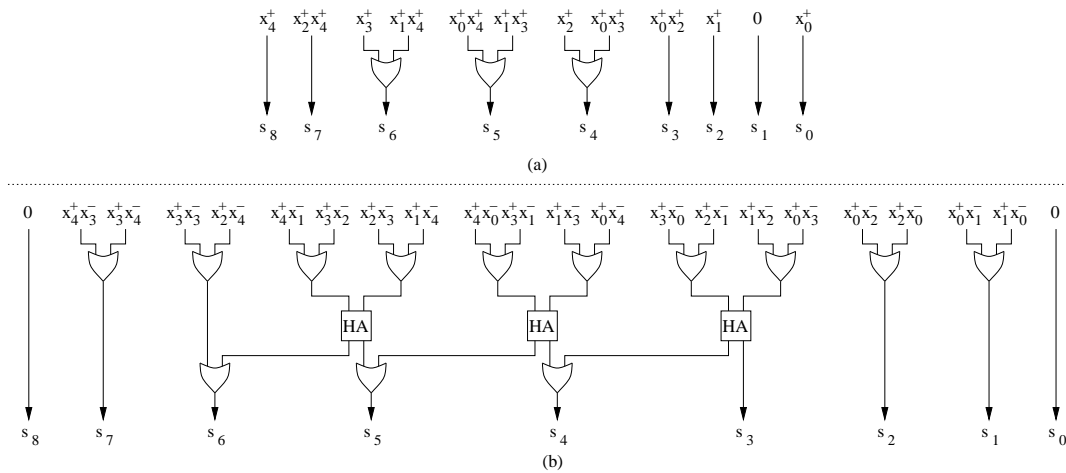 x₄⁺ x₂⁺x₄⁺ x₃⁺ x₁⁺x₄⁺ x₀⁺x₄⁺ x₁⁺x₃⁺ x₂⁺ x₀⁺x₃⁺ x₀⁺x₂⁺ x₁⁺ 0 x₀⁺
s₈ s₇ s₆ s₅ s₄ s₃ s₂ s₁ s₀
(a)
0 x₄⁺x₃⁻ x₃⁺x₄⁻ x₃⁺x₃⁻ x₂⁺x₄⁻ x₄⁺x₁⁻ x₃⁺x₂⁻ x₂⁺x₃⁻ x₁⁺x₄⁻ x₄⁺x₀⁻ x₃⁺x₁⁻ x₁⁺x₃⁻ x₀⁺x₄⁻ x₃⁺x₀⁻ x₂⁺x₁⁻ x₁⁺x₂⁻ x₀⁺x₃⁻ x₀⁺x₂⁻ x₂⁺x₀⁻ x₀⁺x₁⁻ x₁⁺x₀⁻ 0
HA HA HA
s₈ s₇ s₆ s₅ s₄ s₃ s₂ s₁ s₀
(b)